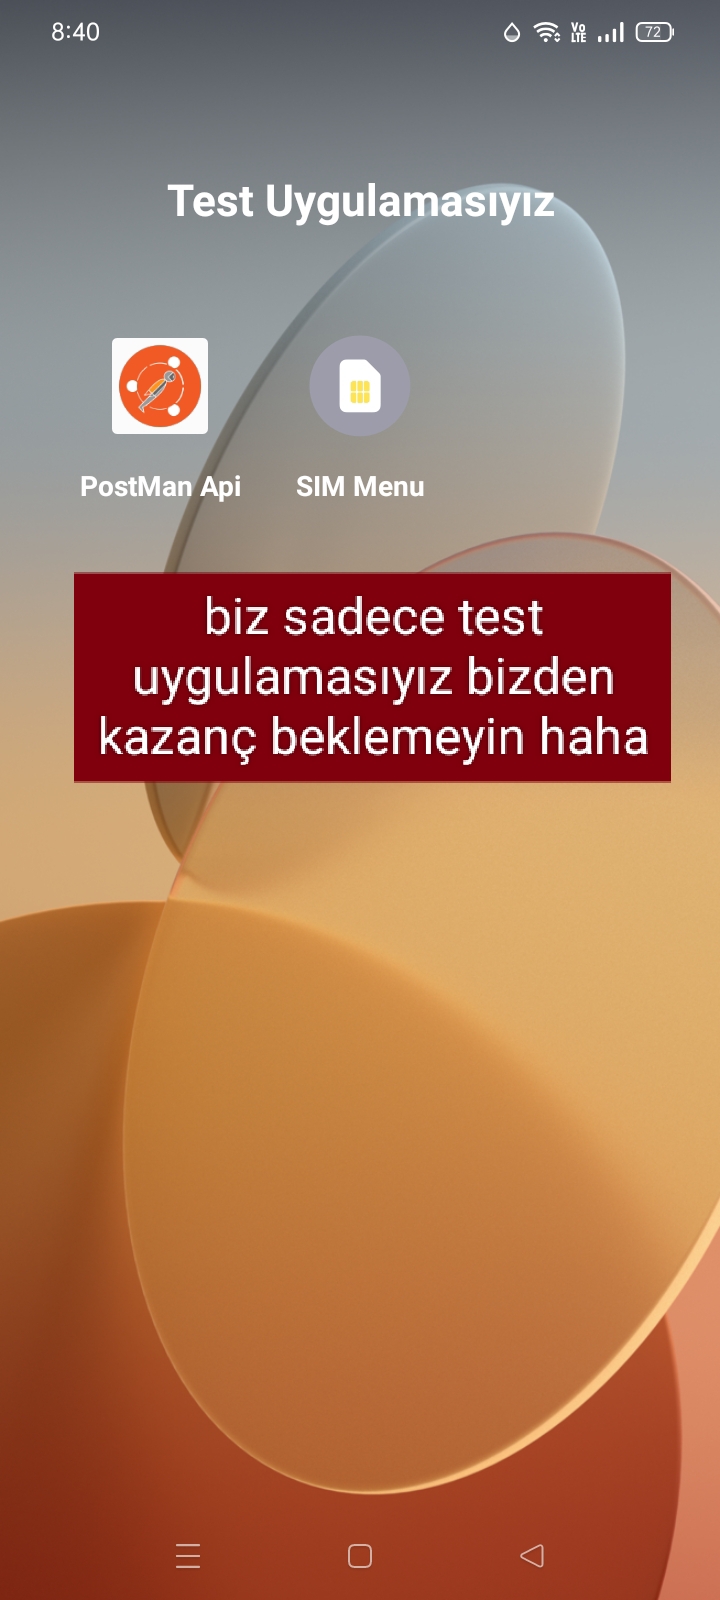 8:40
Vo
LTE
72
Test Uygulamasıyız
PostMan Api
SIM Menu
biz sadece test
uygulamasıyız bizden
kazanç beklemeyin haha